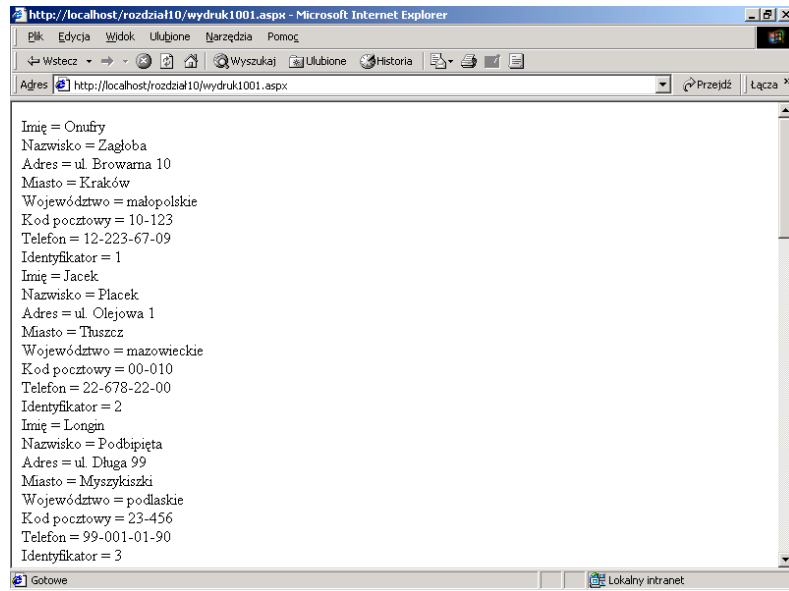 http://localhost/rozdział10/wydruk1001.aspx - Microsoft Internet Explorer
Plik Edycja Widok Ulubione Narzędzia Pomoc
Wstecz Wyszukaj Ulubione Historia
Adres http://localhost/rozdział10/wydruk1001.aspx Przejdź Łącza »
Imię = Onufry
Nazwisko = Zagłoba
Adres = ul. Browarna 10
Miasto = Kraków
Województwo = małopolskie
Kod pocztowy = 10-123
Telefon = 12-223-67-09
Identyfikator = 1
Imię = Jacek
Nazwisko = Placek
Adres = ul. Olejowa 1
Miasto = Tłuszcz
Województwo = mazowieckie
Kod pocztowy = 00-010
Telefon = 22-678-22-00
Identyfikator = 2
Imię = Longin
Nazwisko = Podbipięta
Adres = ul. Długa 99
Miasto = Myszykiszki
Województwo = podlaskie
Kod pocztowy = 23-456
Telefon = 99-001-01-90
Identyfikator = 3
Gotowe Lokalny intranet